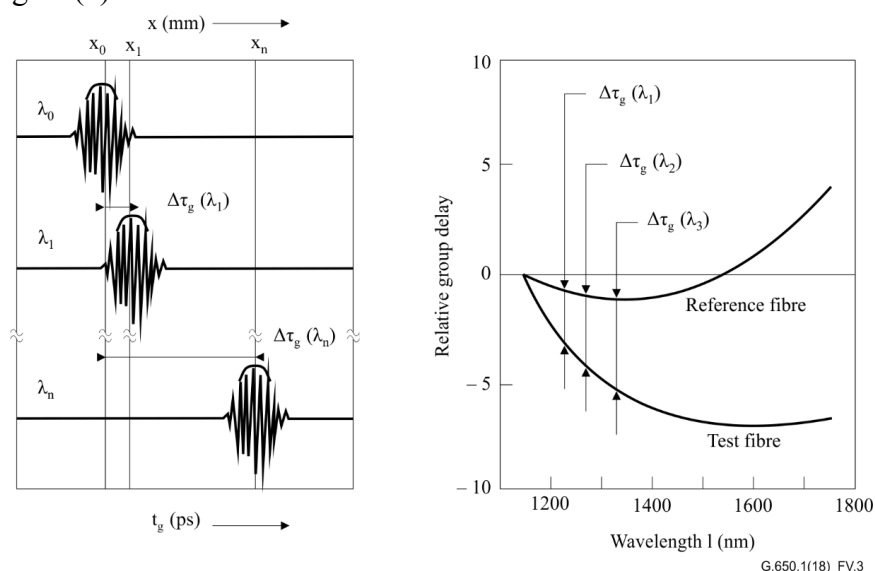 x (mm)
x0 x1 xn
λ0
Δτg (λ1)
λ1
Δτg (λn)
λn
tg (ps)
10
5
0
– 5
– 10
Relative group delay
Δτg (λ1)
Δτg (λ2)
Δτg (λ3)
Reference fibre
Test fibre
1200 1400 1600 1800
Wavelength l (nm)
G.650.1(18)_FV.3